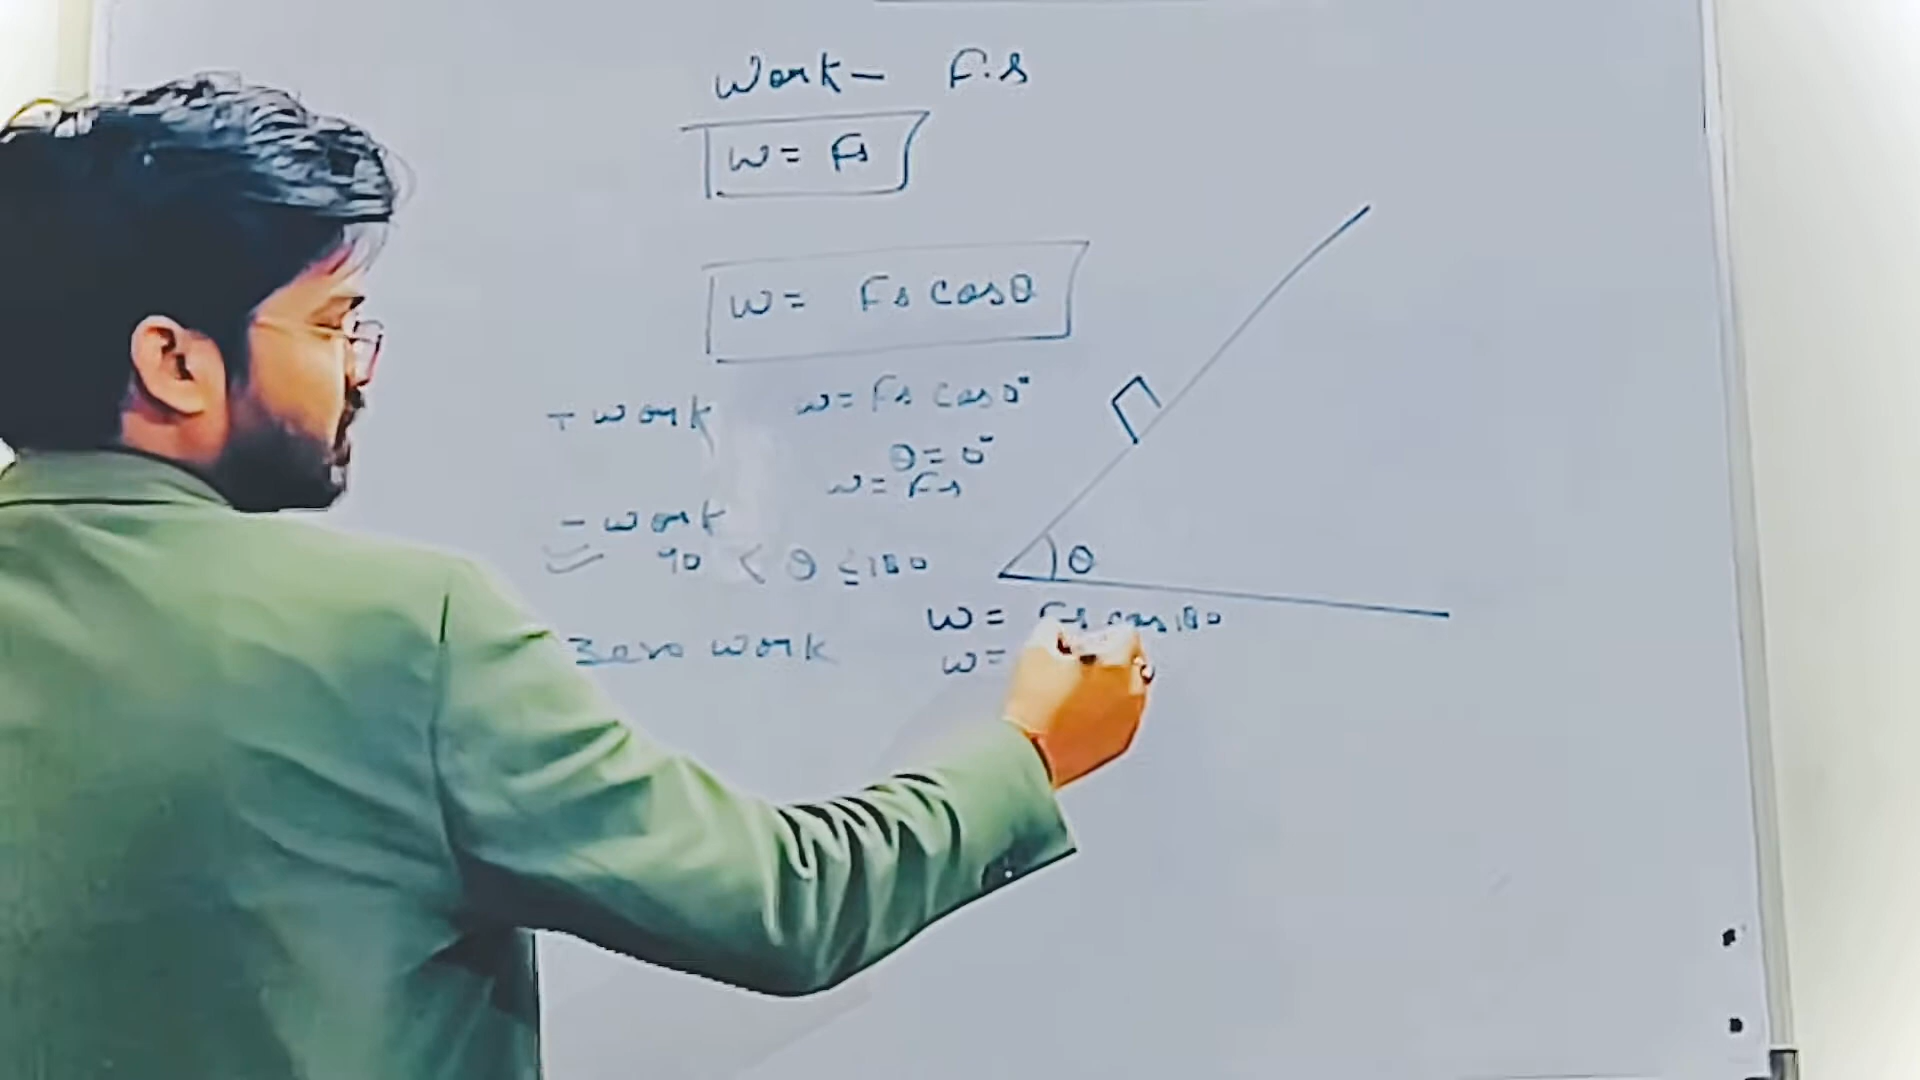 Work- F.s
W = Fs
W = Fs cosθ
+ work W = Fs cos0°
θ = 0°
W = Fs
- work
90 < θ ≤ 180
θ
W = Fs cos180
Zero work W =